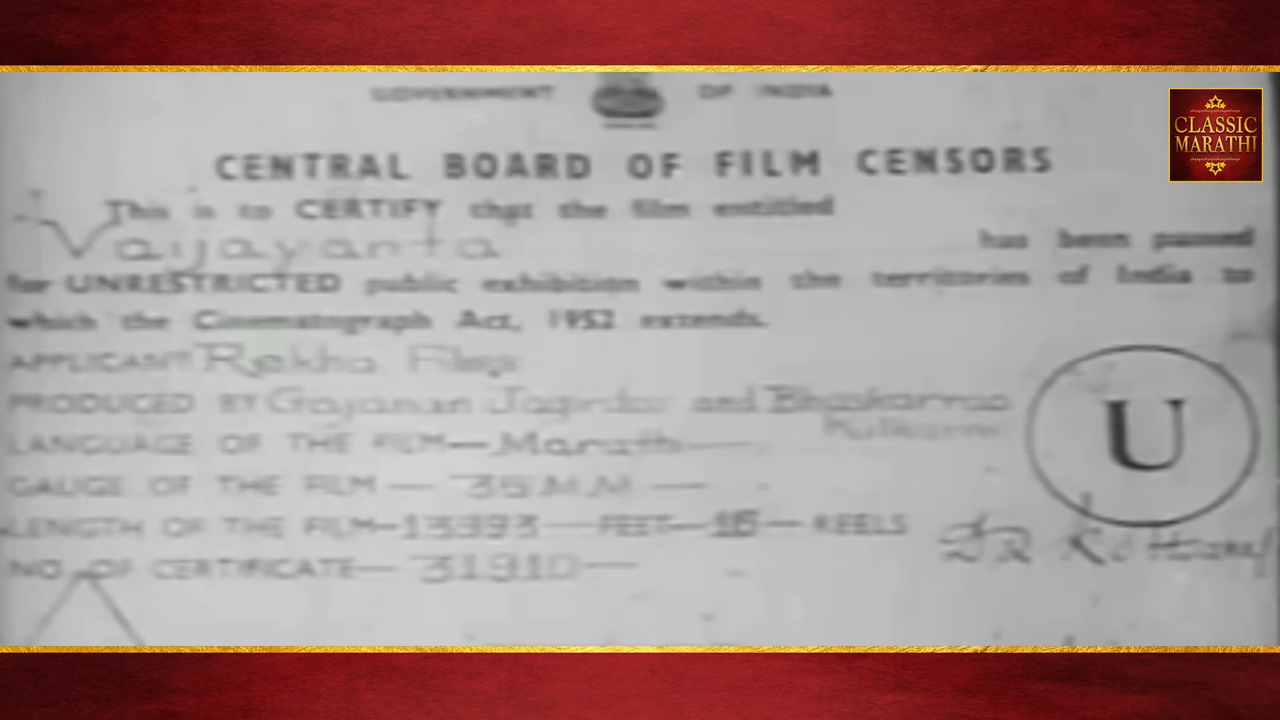 GOVERNMENT OF INDIA
CENTRAL BOARD OF FILM CENSORS
This is to CERTIFY that the film entitled
Vaijayanta has been passed
for UNRESTRICTED public exhibition within the territories of India to
which the Cinematograph Act, 1952 extends.
APPLICANT Rekha Films
PRODUCED BY Gajanan Jagirdar and Bhaskarrao
Kulkarni
LANGUAGE OF THE FILM — Marathi —
GAUGE OF THE FILM — 35 M.M —
LENGTH OF THE FILM — 13393 — FEET — 15 — REELS
NO. OF CERTIFICATE — 31910 —
U
CLASSIC
MARATHI